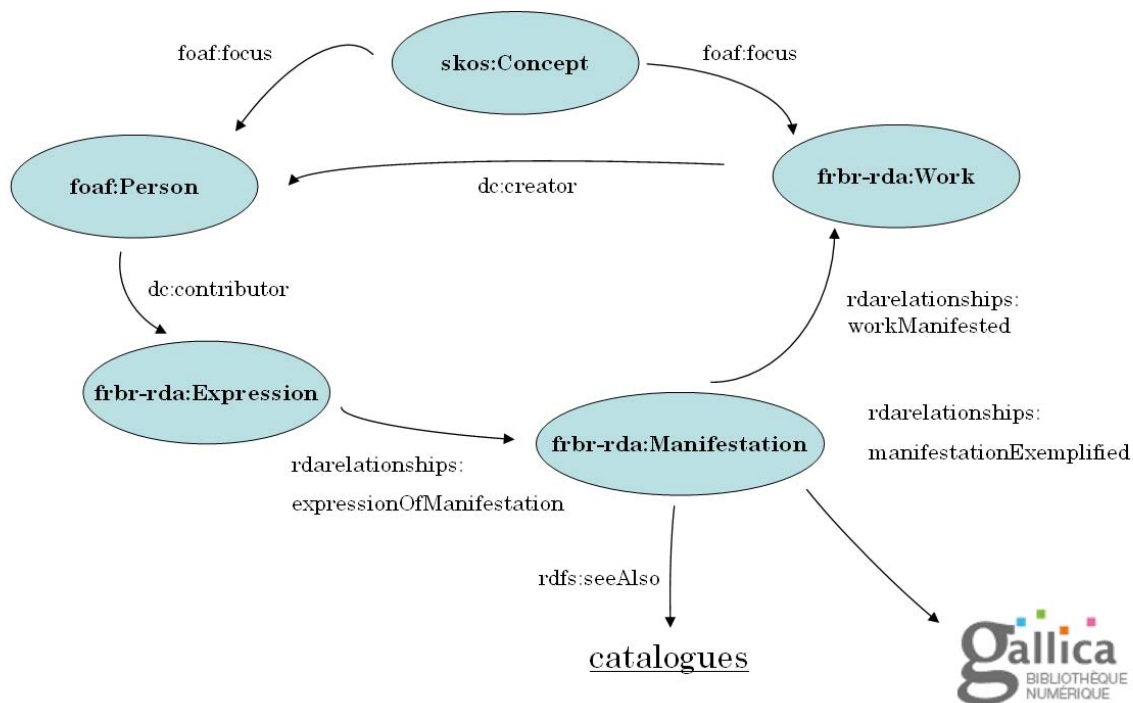 foaf:focus
skos:Concept
foaf:focus
foaf:Person
dc:creator
frbr-rda:Work
dc:contributor
rdarelationships:
workManifested
frbr-rda:Expression
frbr-rda:Manifestation
rdarelationships:
manifestationExemplified
rdarelationships:
expressionOfManifestation
rdfs:seeAlso
catalogues
gallica
BIBLIOTHÈQUE
NUMÉRIQUE